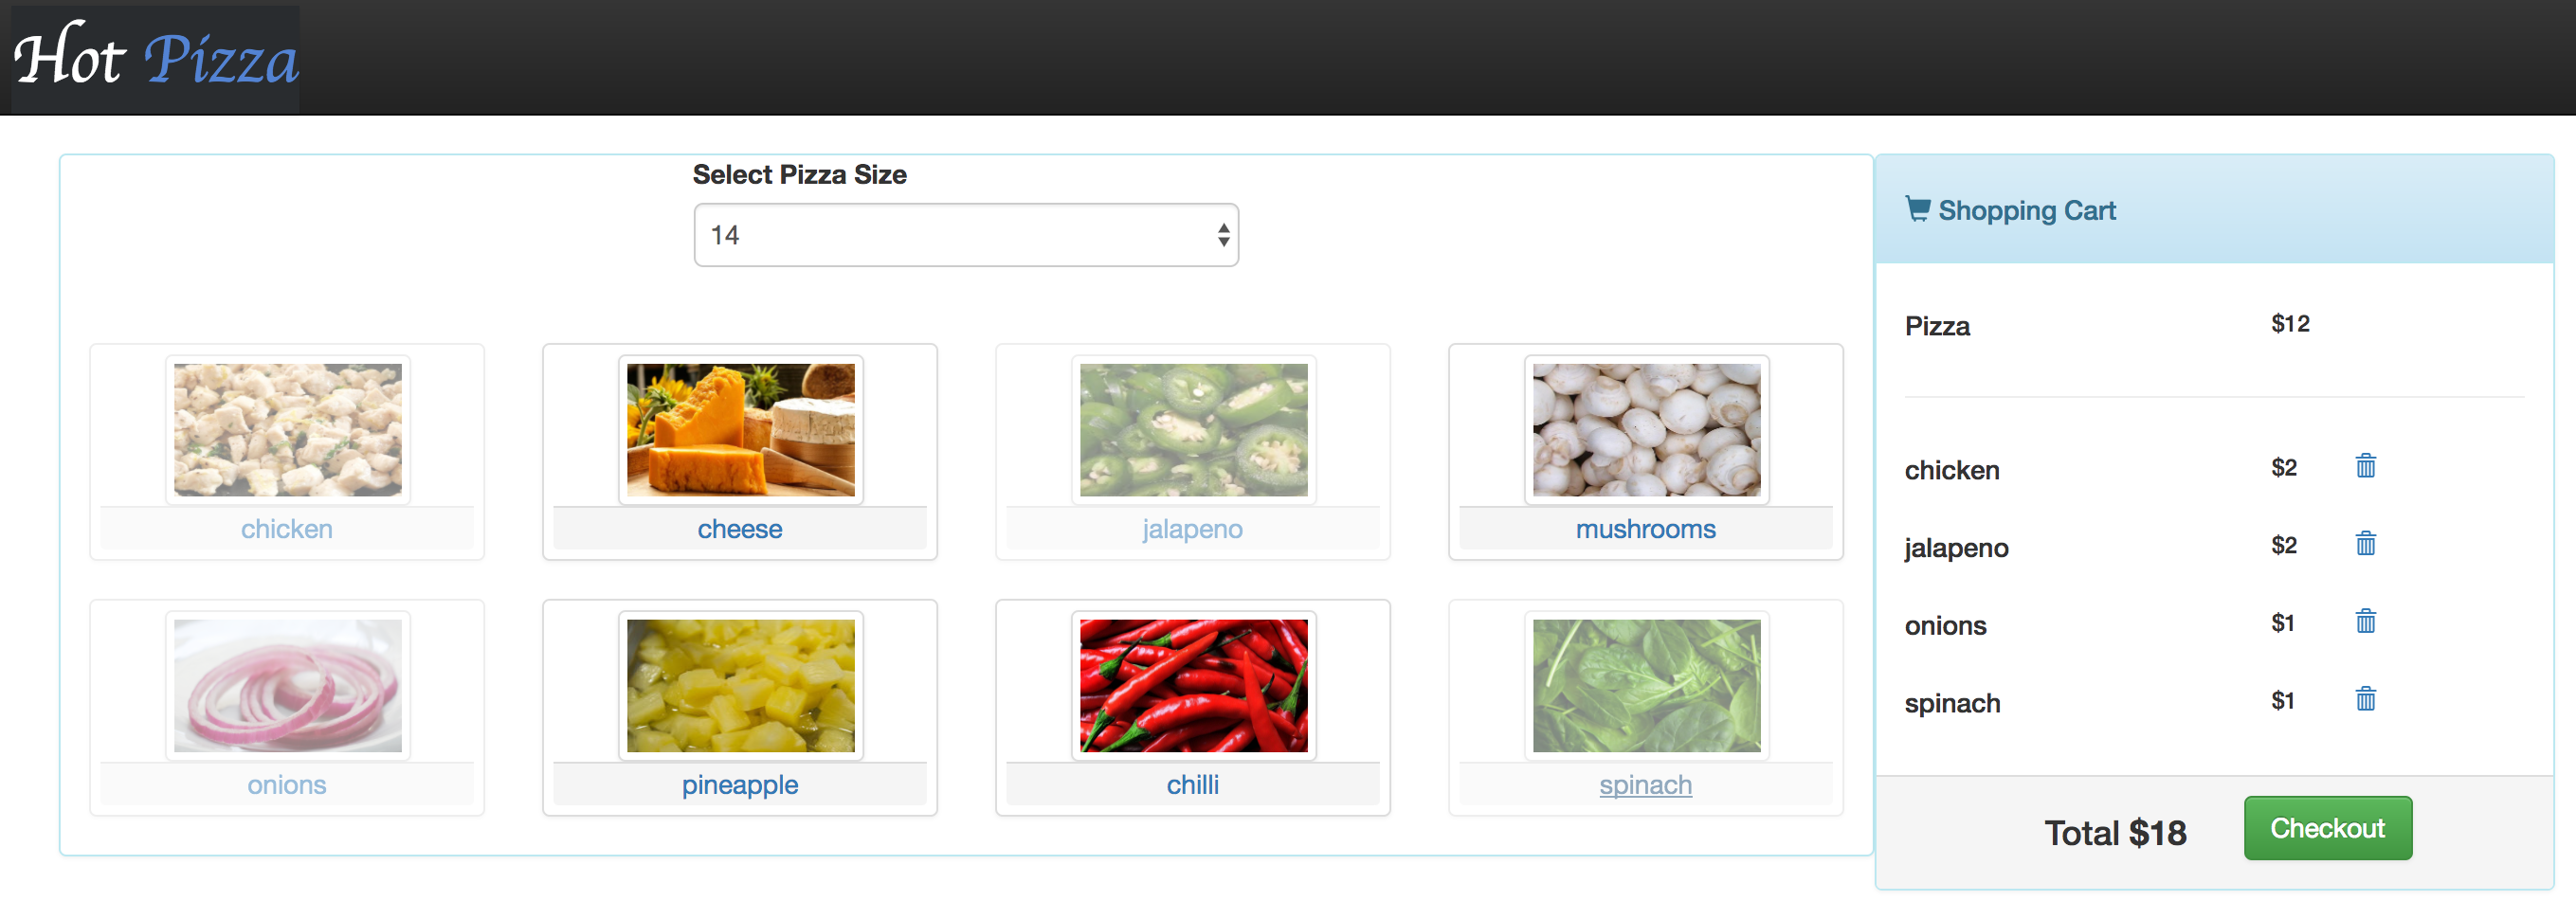 Hot Pizza
Select Pizza Size
14
chicken
cheese
jalapeno
mushrooms
onions
pineapple
chilli
spinach
Shopping Cart
Pizza $12
chicken $2
jalapeno $2
onions $1
spinach $1
Total $18 Checkout